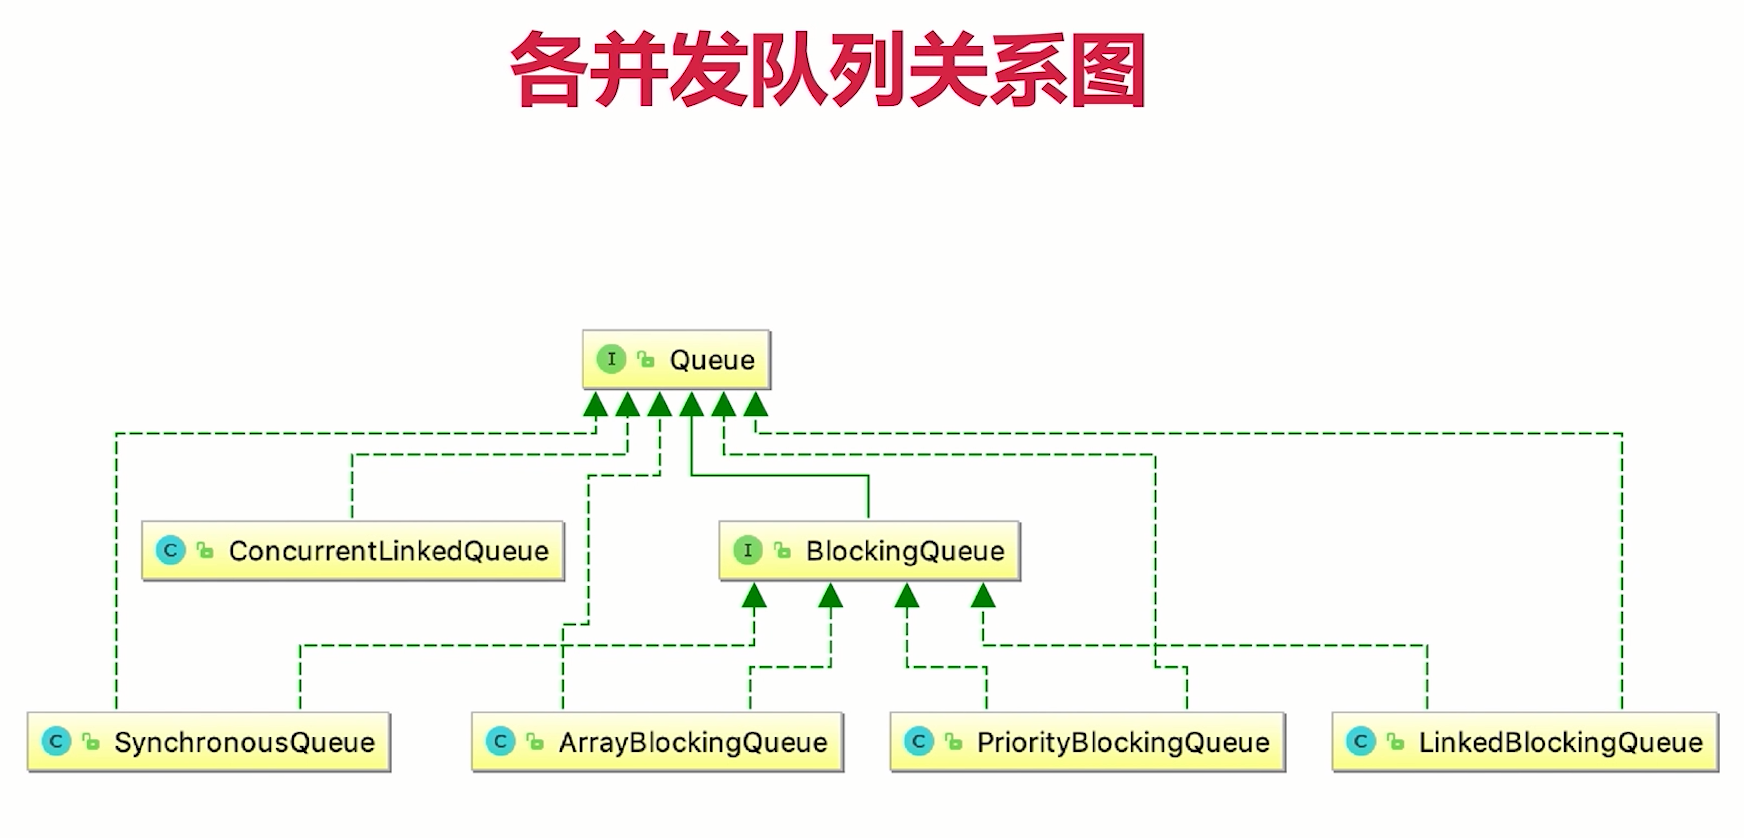 各并发队列关系图
I Queue
C ConcurrentLinkedQueue
I BlockingQueue
C SynchronousQueue
C ArrayBlockingQueue
C PriorityBlockingQueue
C LinkedBlockingQueue